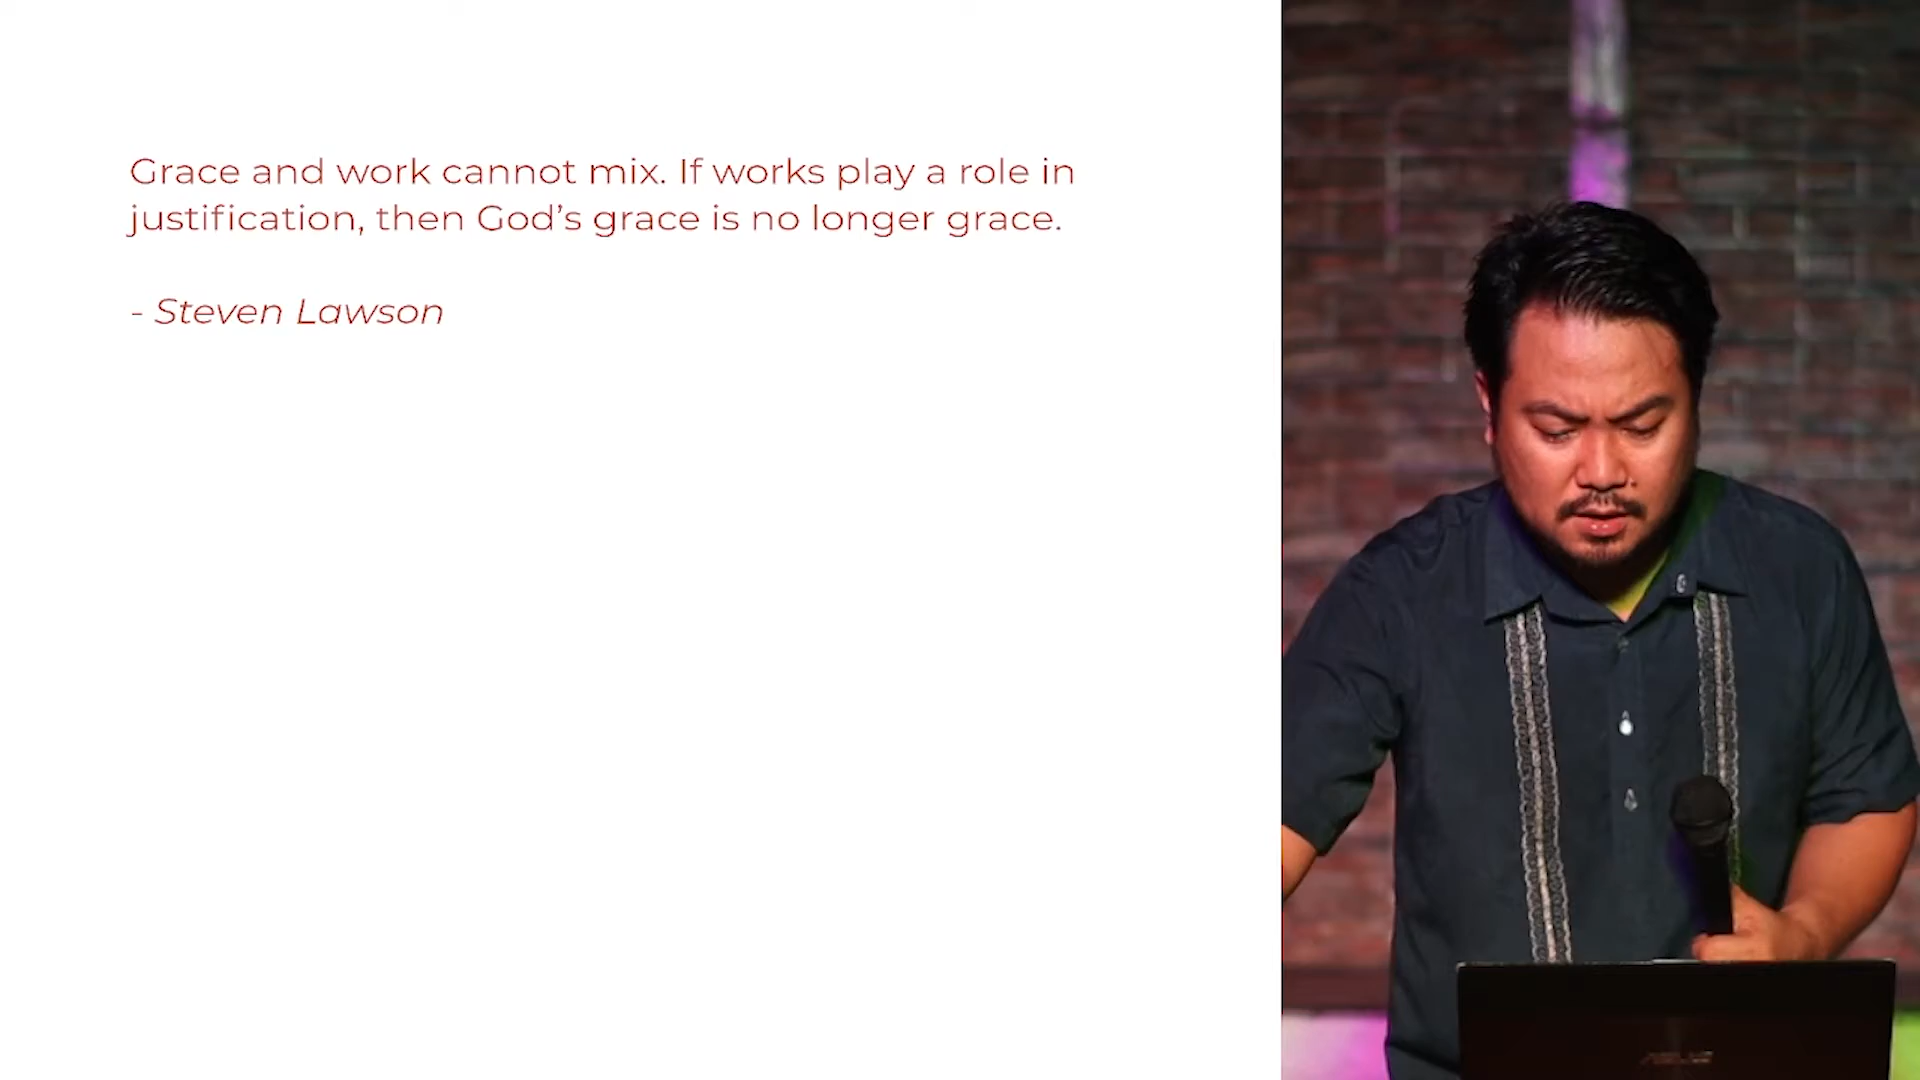 Grace and work cannot mix. If works play a role in
justification, then God’s grace is no longer grace.
- Steven Lawson